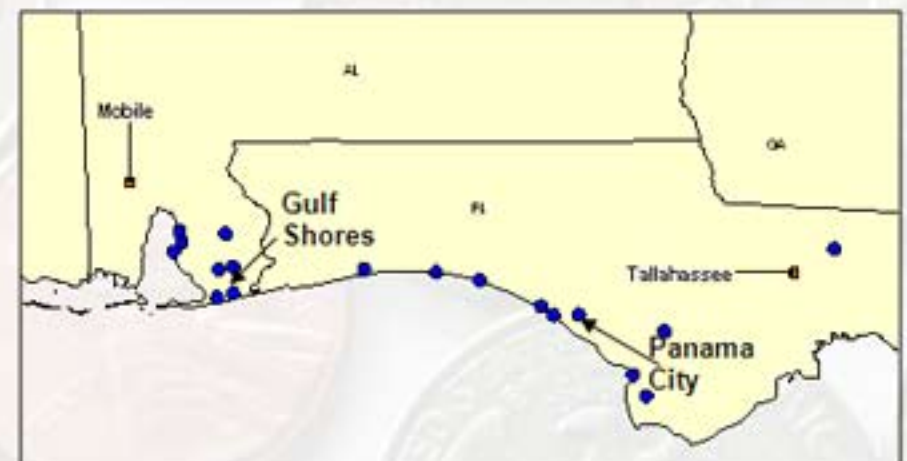 AL
Mobile
GA
Gulf
Shores
FL
Tallahassee
Panama
City